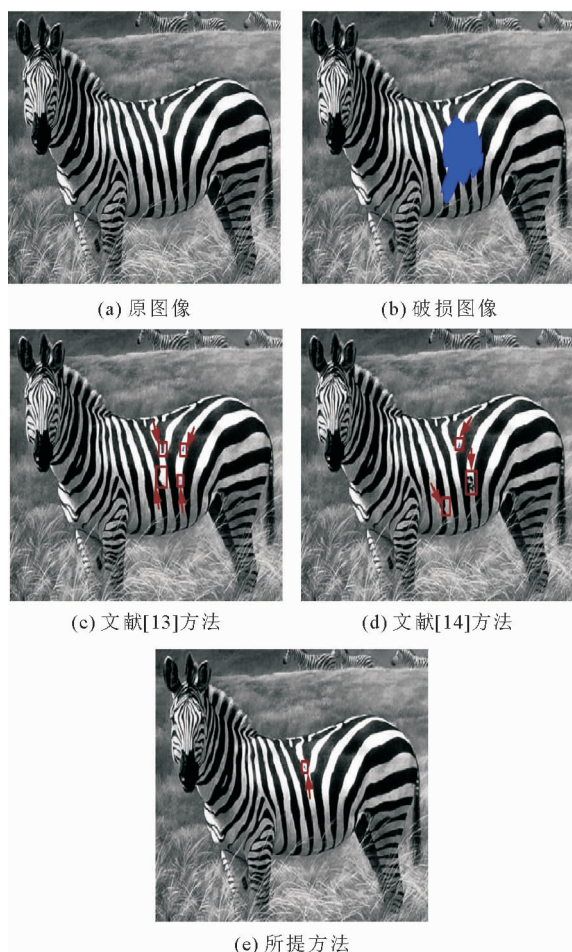 (a) 原图像
(b) 破损图像
(c) 文献[13]方法
(d) 文献[14]方法
(e) 所提方法